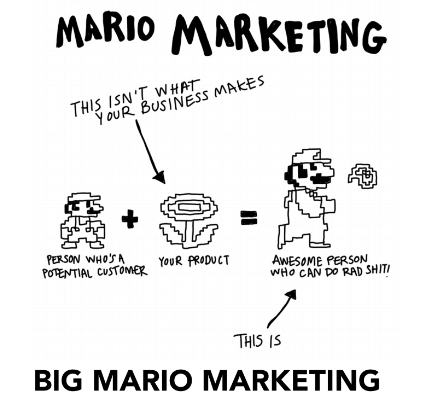 MARIO MARKETING
THIS ISN'T WHAT
YOUR BUSINESS MAKES
PERSON WHO'S A
POTENTIAL CUSTOMER
+
YOUR PRODUCT
=
AWESOME PERSON
WHO CAN DO RAD SHIT!
THIS IS
BIG MARIO MARKETING